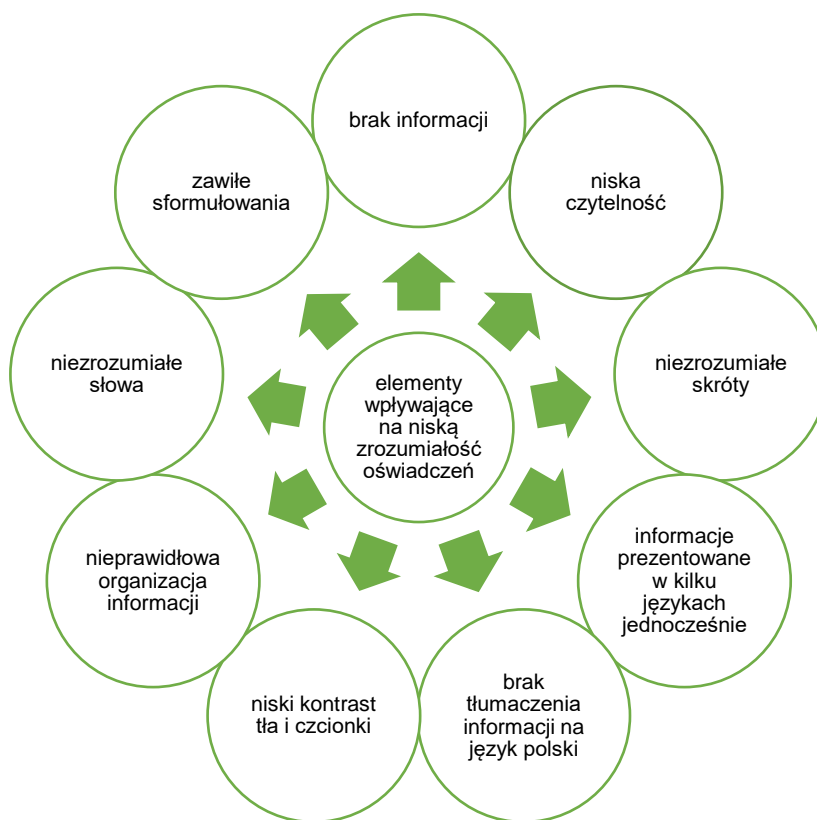 brak informacji
niska
czytelność
niezrozumiałe
skróty
informacje
prezentowane
w kilku
językach
jednocześnie
brak
tłumaczenia
informacji na
język polski
niski kontrast
tła i czcionki
nieprawidłowa
organizacja
informacji
niezrozumiałe
słowa
zawiłe
sformułowania
elementy
wpływające
na niską
zrozumiałość
oświadczeń